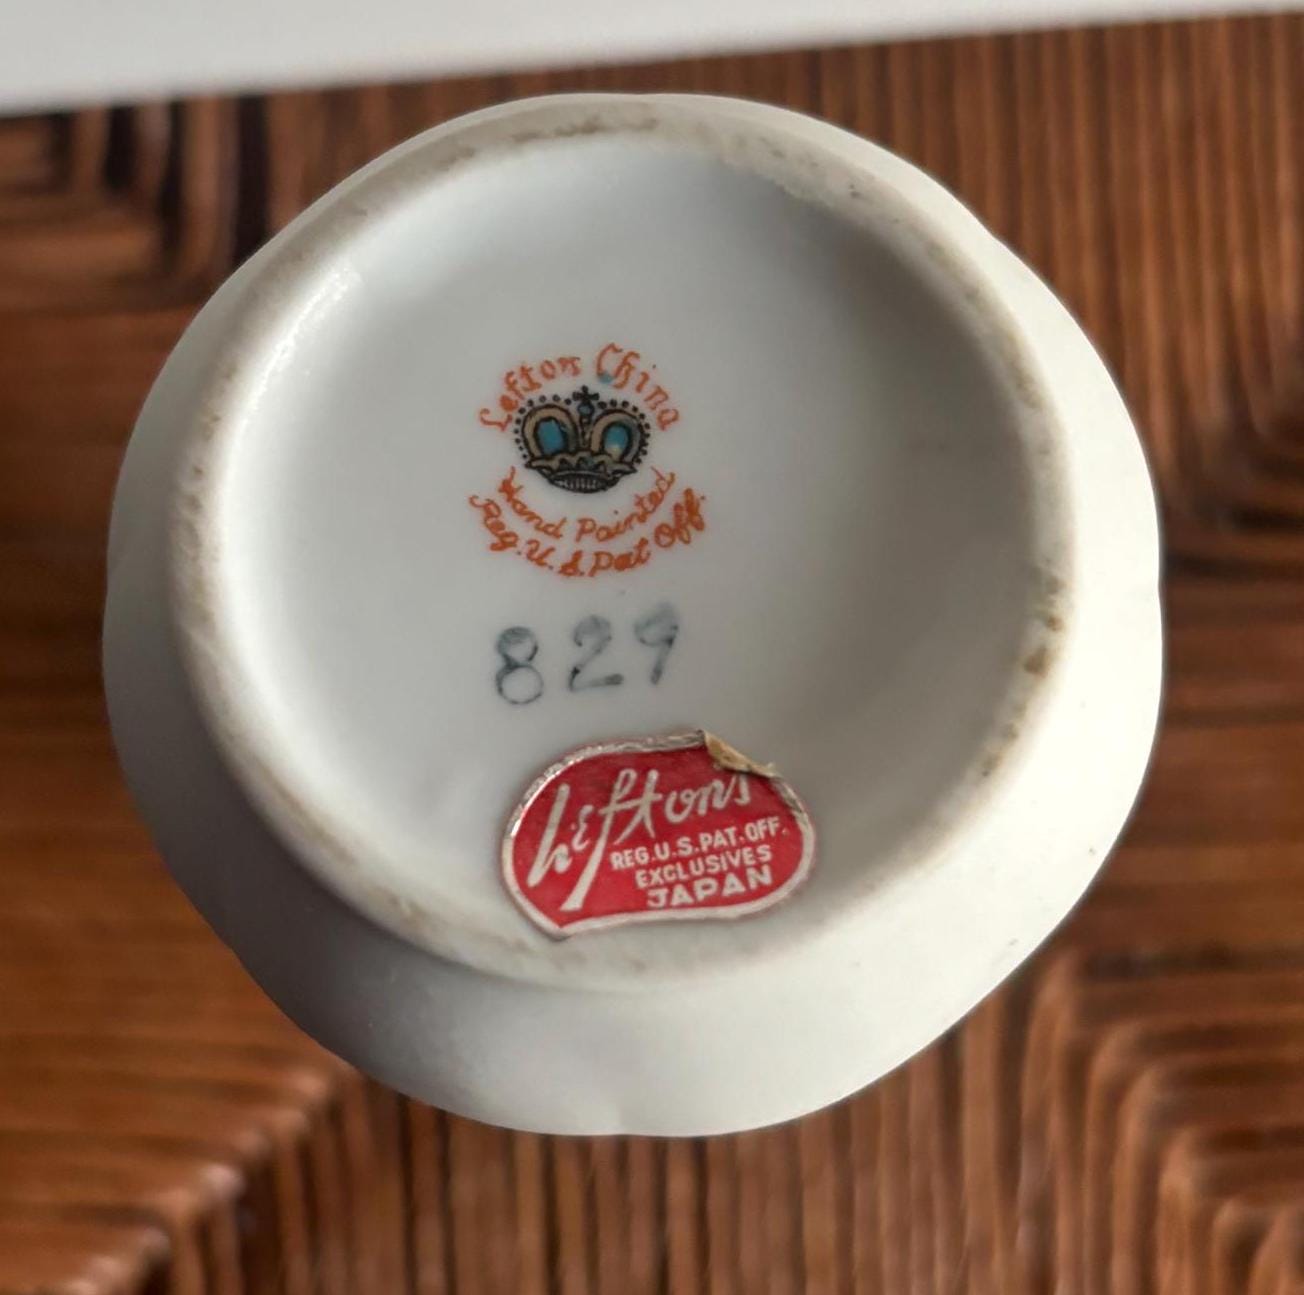 Lefton China
Hand Painted
Reg. U.S. Pat Off.
829
Lefton's
REG. U.S. PAT. OFF.
EXCLUSIVES
JAPAN